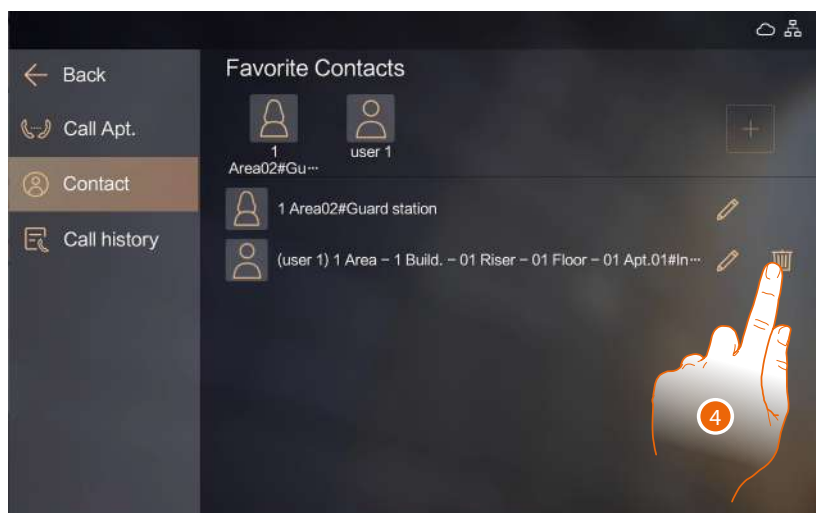 Back
Call Apt.
Contact
Call history
Favorite Contacts
1
Area02#Gu···
user 1
1 Area02#Guard station
(user 1) 1 Area – 1 Build. – 01 Riser – 01 Floor – 01 Apt.01#In···
4